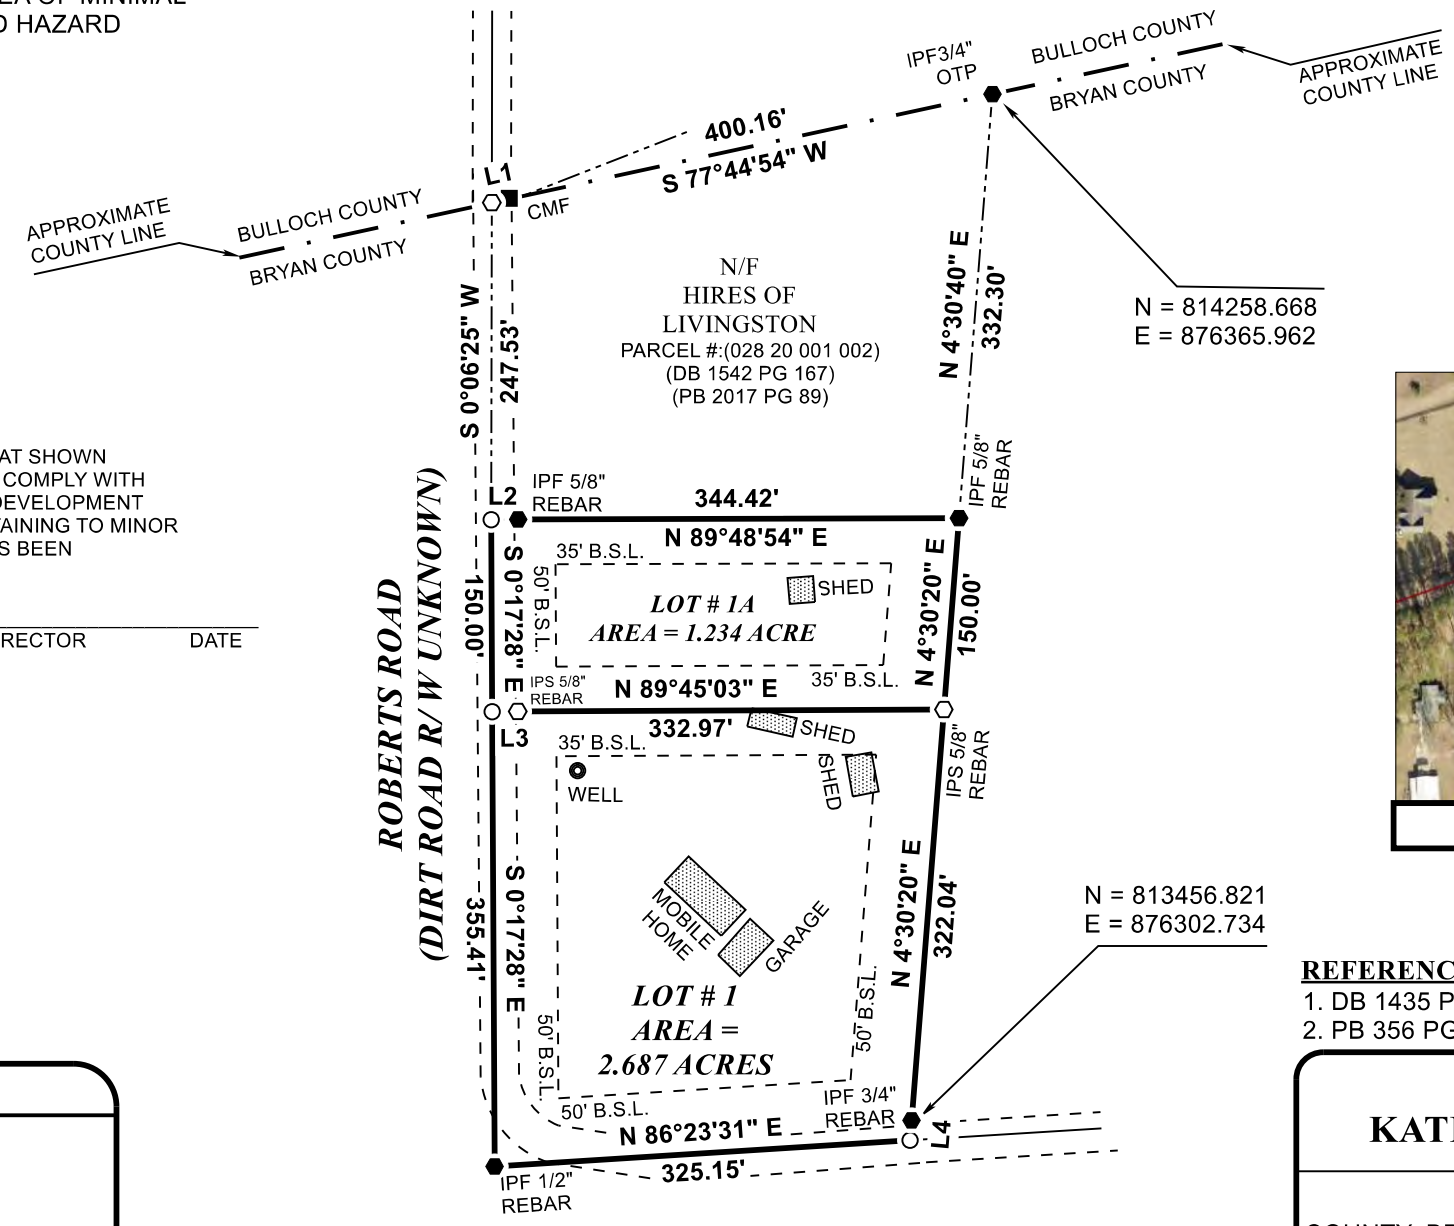 EA OF MINIMAL
D HAZARD
IPF3/4"
OTP
BULLOCH COUNTY
BRYAN COUNTY
APPROXIMATE
COUNTY LINE
400.16'
S 77°44'54" W
L1
CMF
APPROXIMATE
COUNTY LINE
BULLOCH COUNTY
BRYAN COUNTY
N/F
HIRES OF
LIVINGSTON
PARCEL #:(028 20 001 002)
(DB 1542 PG 167)
(PB 2017 PG 89)
S 0°06'25" W
247.53'
N 4°30'40" E
332.30'
N = 814258.668
E = 876365.962
AT SHOWN
COMPLY WITH
DEVELOPMENT
TAINING TO MINOR
S BEEN
RECTOR DATE
ROBERTS ROAD
(DIRT ROAD R/W UNKNOWN)
L2
IPF 5/8"
REBAR
344.42'
N 89°48'54" E
IPF 5/8"
REBAR
35' B.S.L.
50' B.S.L.
SHED
LOT # 1A
AREA = 1.234 ACRE
150.00'
S 0°17'28" E
N 4°30'20" E
150.00'
35' B.S.L.
IPS 5/8"
REBAR
N 89°45'03" E
332.97'
L3
SHED
35' B.S.L.
SHED
IPS 5/8"
REBAR
WELL
MOBILE
HOME
GARAGE
355.41'
S 0°17'28" E
N 4°30'20" E
322.04'
N = 813456.821
E = 876302.734
LOT # 1
AREA =
2.687 ACRES
50' B.S.L.
50' B.S.L.
50' B.S.L.
IPF 3/4"
REBAR
L4
N 86°23'31" E
325.15'
IPF 1/2"
REBAR
REFERENC
1. DB 1435 P
2. PB 356 PG
KATI